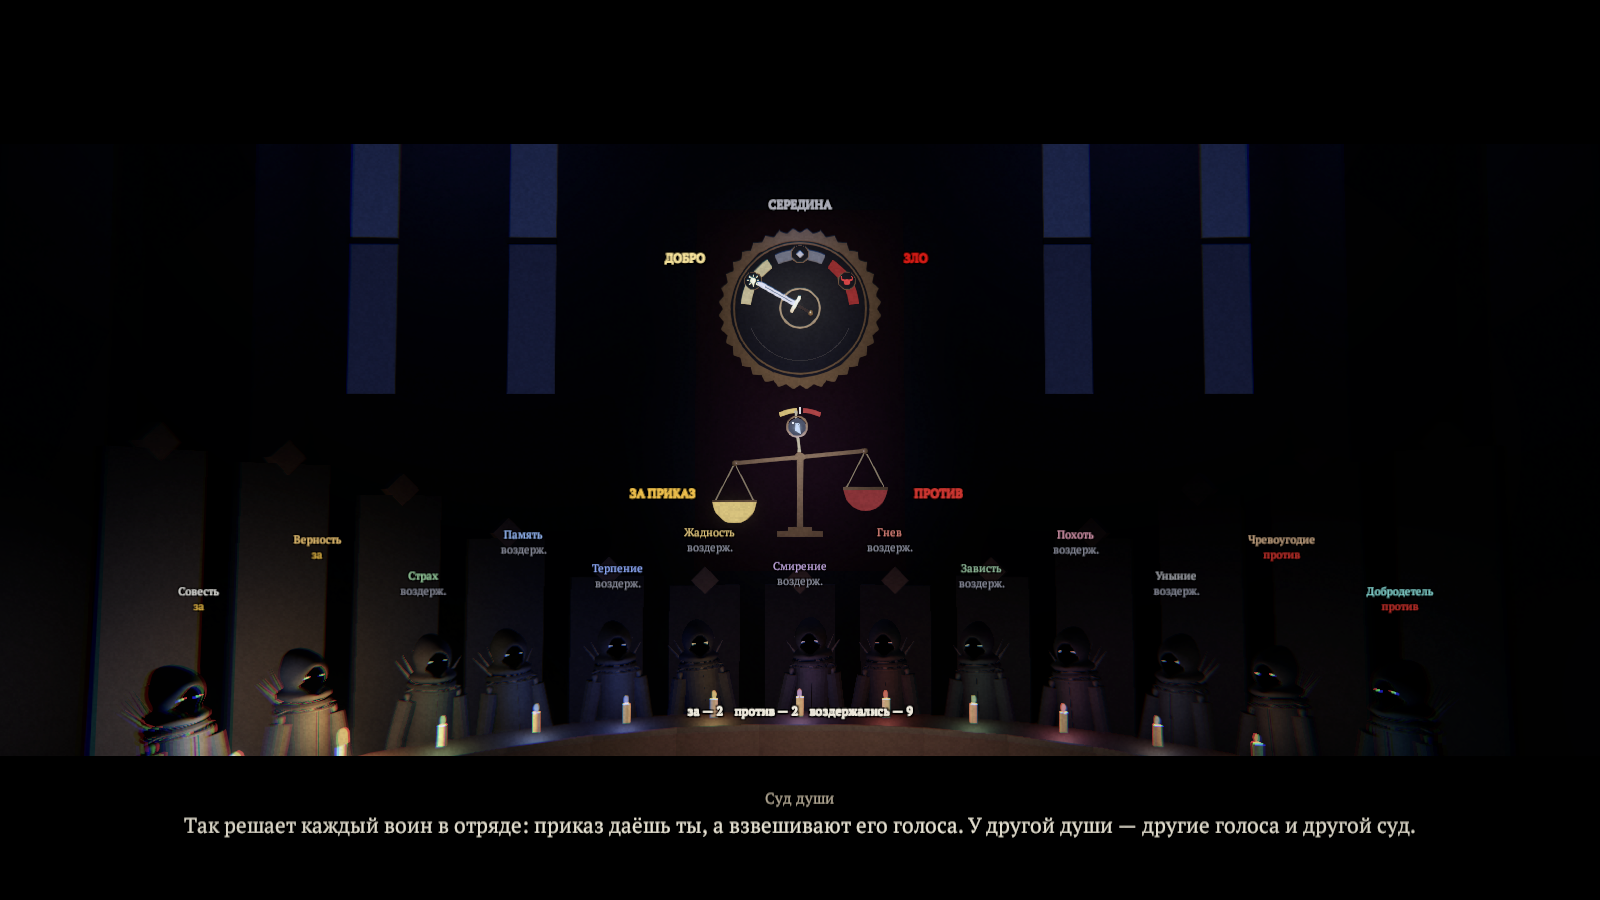 СЕРЕДИНА
ДОБРО
ЗЛО
ЗА ПРИКАЗ
ПРОТИВ
Совесть
за
Верность
за
Страх
воздерж.
Память
воздерж.
Терпение
воздерж.
Жадность
воздерж.
Смирение
воздерж.
Гнев
воздерж.
Зависть
воздерж.
Похоть
воздерж.
Уныние
воздерж.
Чревоугодие
против
Добродетель
против
за — 2 против — 2 воздержались — 9
Суд души
Так решает каждый воин в отряде: приказ даёшь ты, а взвешивают его голоса. У другой души — другие голоса и другой суд.